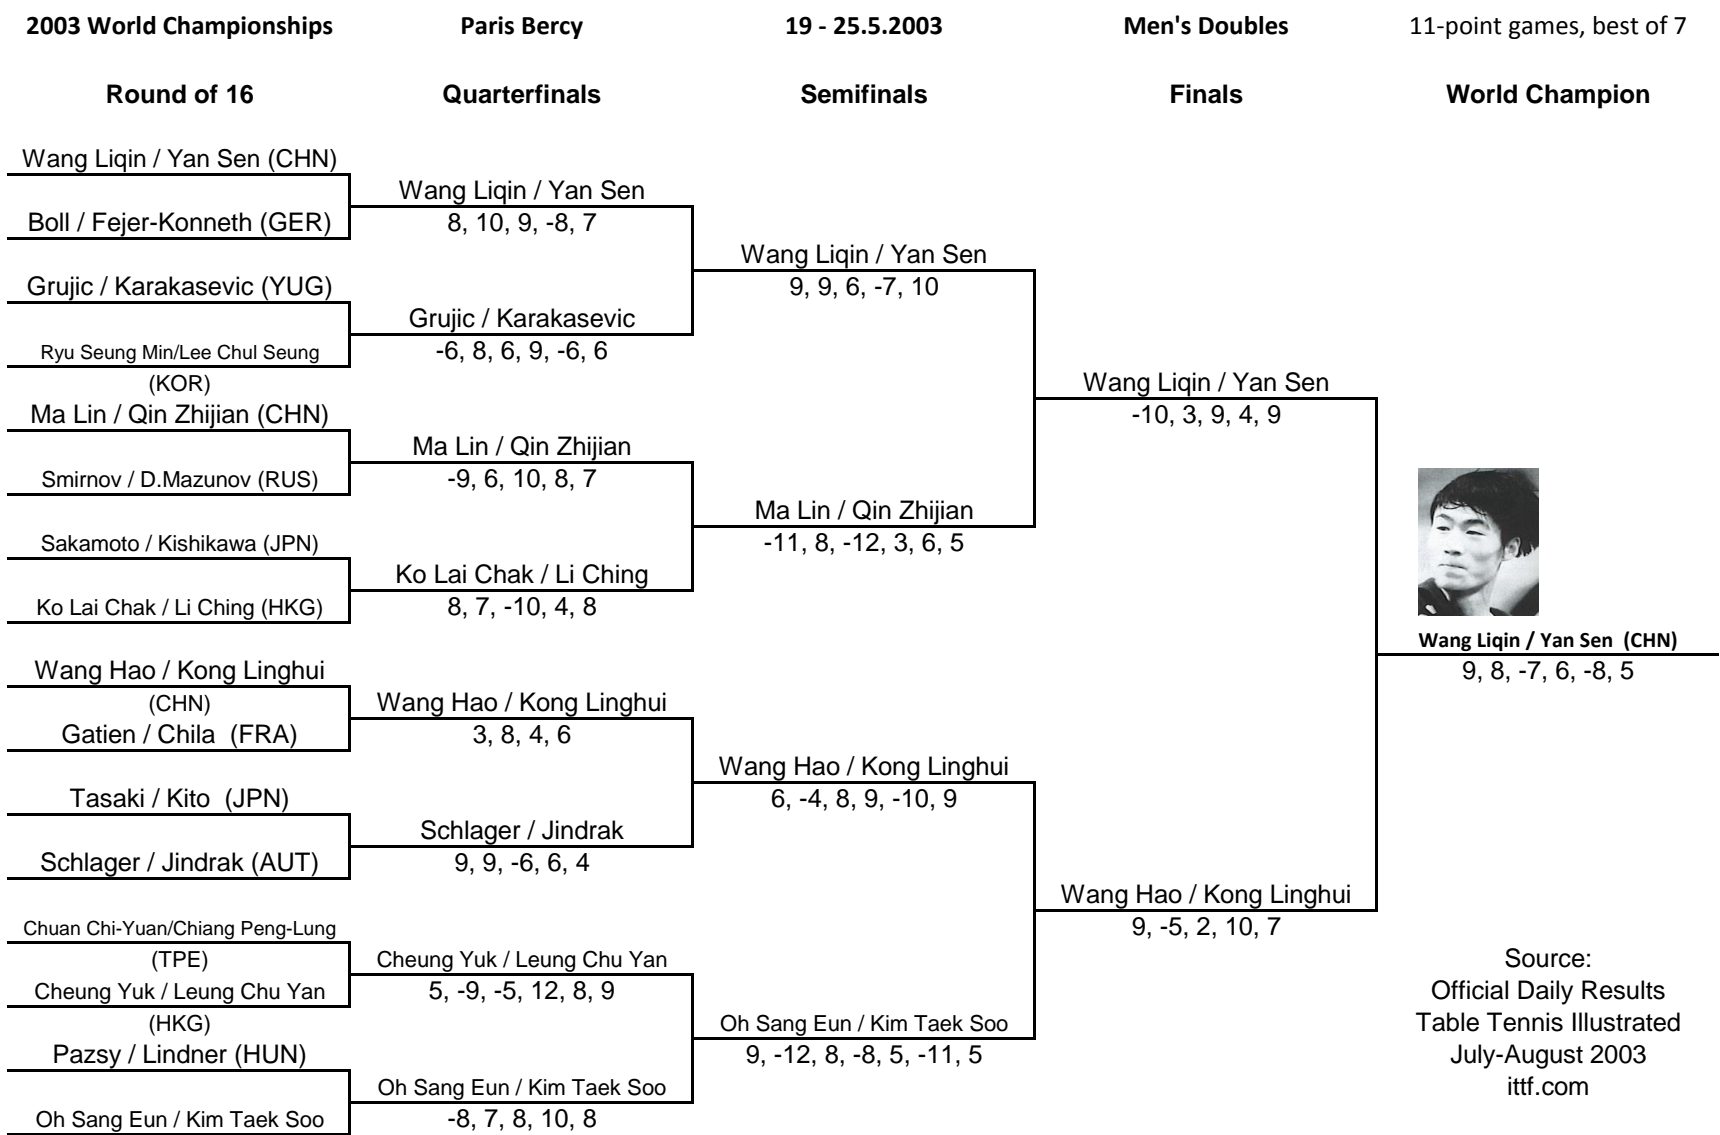 2003 World Championships Paris Bercy 19 - 25.5.2003 Men's Doubles 11-point games, best of 7
Round of 16 Quarterfinals Semifinals Finals World Champion
Wang Liqin / Yan Sen (CHN)
Boll / Fejer-Konneth (GER)
Grujic / Karakasevic (YUG)
Ryu Seung Min/Lee Chul Seung
(KOR)
Ma Lin / Qin Zhijian (CHN)
Smirnov / D.Mazunov (RUS)
Sakamoto / Kishikawa (JPN)
Ko Lai Chak / Li Ching (HKG)
Wang Hao / Kong Linghui
(CHN)
Gatien / Chila (FRA)
Tasaki / Kito (JPN)
Schlager / Jindrak (AUT)
Chuan Chi-Yuan/Chiang Peng-Lung
(TPE)
Cheung Yuk / Leung Chu Yan
(HKG)
Pazsy / Lindner (HUN)
Oh Sang Eun / Kim Taek Soo
Wang Liqin / Yan Sen
8, 10, 9, -8, 7
Grujic / Karakasevic
-6, 8, 6, 9, -6, 6
Ma Lin / Qin Zhijian
-9, 6, 10, 8, 7
Ko Lai Chak / Li Ching
8, 7, -10, 4, 8
Wang Hao / Kong Linghui
3, 8, 4, 6
Schlager / Jindrak
9, 9, -6, 6, 4
Cheung Yuk / Leung Chu Yan
5, -9, -5, 12, 8, 9
Oh Sang Eun / Kim Taek Soo
-8, 7, 8, 10, 8
Wang Liqin / Yan Sen
9, 9, 6, -7, 10
Ma Lin / Qin Zhijian
-11, 8, -12, 3, 6, 5
Wang Hao / Kong Linghui
6, -4, 8, 9, -10, 9
Oh Sang Eun / Kim Taek Soo
9, -12, 8, -8, 5, -11, 5
Wang Liqin / Yan Sen
-10, 3, 9, 4, 9
Wang Hao / Kong Linghui
9, -5, 2, 10, 7
Wang Liqin / Yan Sen (CHN)
9, 8, -7, 6, -8, 5
Source:
Official Daily Results
Table Tennis Illustrated
July-August 2003
ittf.com